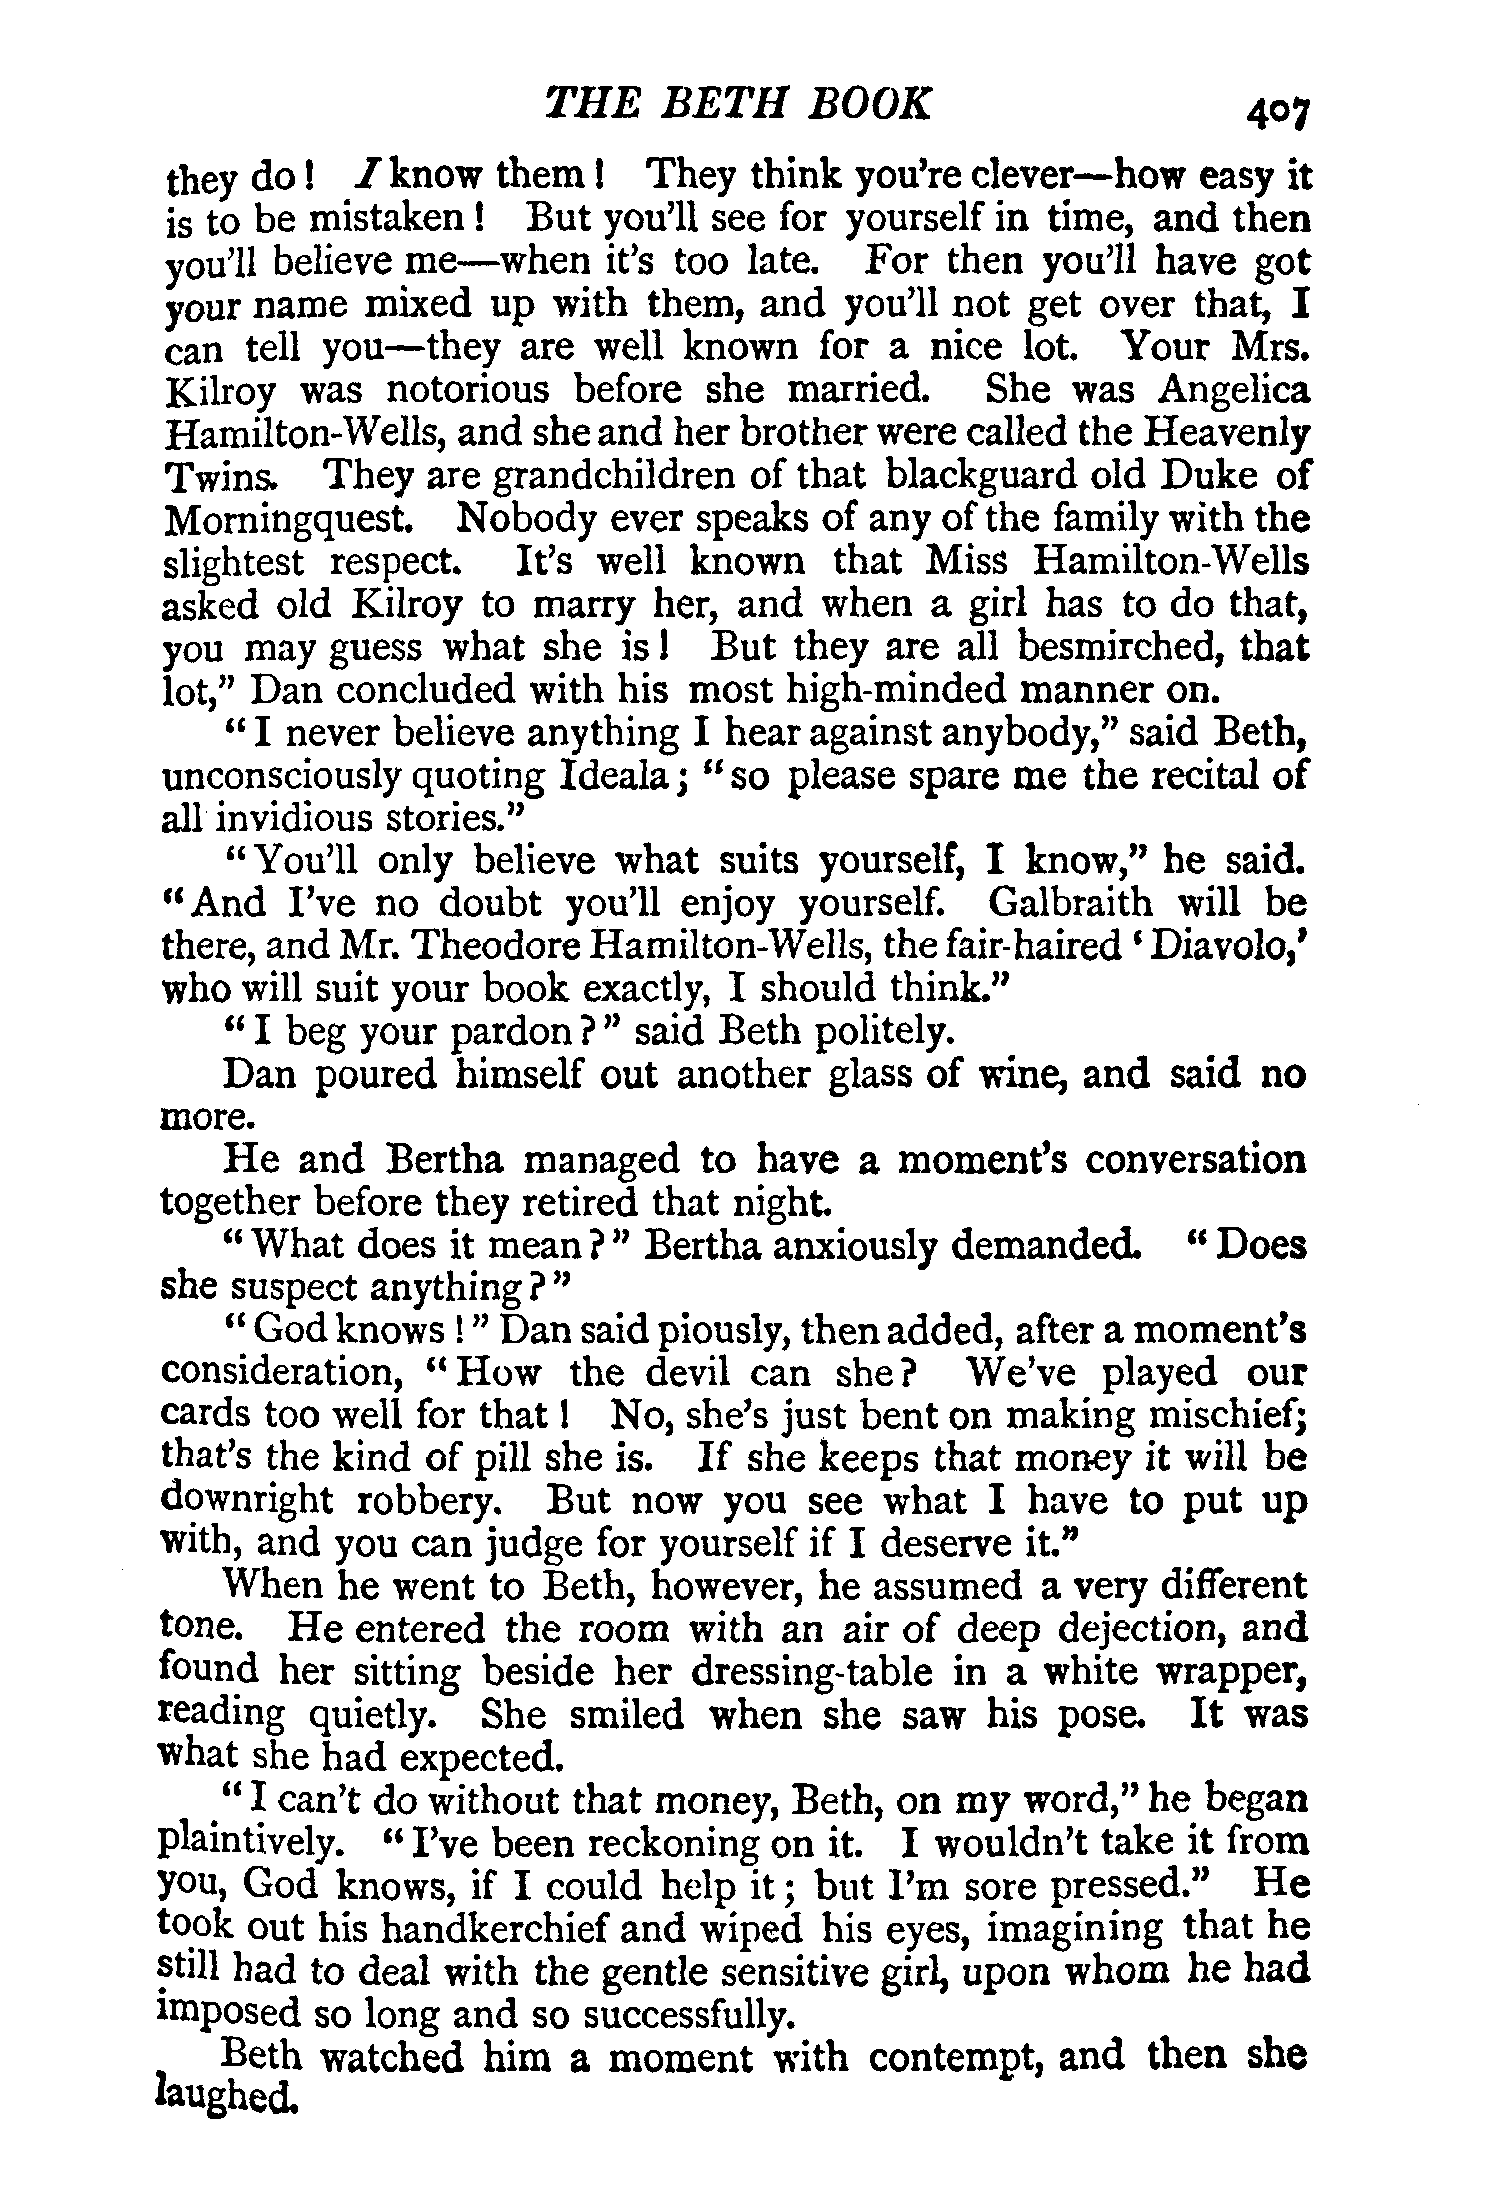 THE BETH BOOK 407
they do! I know them! They think you're clever—how easy it
is to be mistaken! But you'll see for yourself in time, and then
you'll believe me—when it's too late. For then you'll have got
your name mixed up with them, and you'll not get over that, I
can tell you—they are well known for a nice lot. Your Mrs.
Kilroy was notorious before she married. She was Angelica
Hamilton-Wells, and she and her brother were called the Heavenly
Twins. They are grandchildren of that blackguard old Duke of
Morningquest. Nobody ever speaks of any of the family with the
slightest respect. It's well known that Miss Hamilton-Wells
asked old Kilroy to marry her, and when a girl has to do that,
you may guess what she is! But they are all besmirched, that
lot," Dan concluded with his most high-minded manner on.
"I never believe anything I hear against anybody," said Beth,
unconsciously quoting Ideala; "so please spare me the recital of
all invidious stories."
"You'll only believe what suits yourself, I know," he said.
"And I've no doubt you'll enjoy yourself. Galbraith will be
there, and Mr. Theodore Hamilton-Wells, the fair-haired 'Diavolo,'
who will suit your book exactly, I should think."
"I beg your pardon?" said Beth politely.
Dan poured himself out another glass of wine, and said no
more.
He and Bertha managed to have a moment's conversation
together before they retired that night.
"What does it mean?" Bertha anxiously demanded. "Does
she suspect anything?"
"God knows!" Dan said piously, then added, after a moment's
consideration, "How the devil can she? We've played our
cards too well for that! No, she's just bent on making mischief;
that's the kind of pill she is. If she keeps that money it will be
downright robbery. But now you see what I have to put up
with, and you can judge for yourself if I deserve it."
When he went to Beth, however, he assumed a very different
tone. He entered the room with an air of deep dejection, and
found her sitting beside her dressing-table in a white wrapper,
reading quietly. She smiled when she saw his pose. It was
what she had expected.
"I can't do without that money, Beth, on my word," he began
plaintively. "I've been reckoning on it. I wouldn't take it from
you, God knows, if I could help it; but I'm sore pressed." He
took out his handkerchief and wiped his eyes, imagining that he
still had to deal with the gentle sensitive girl, upon whom he had
imposed so long and so successfully.
Beth watched him a moment with contempt, and then she
laughed.